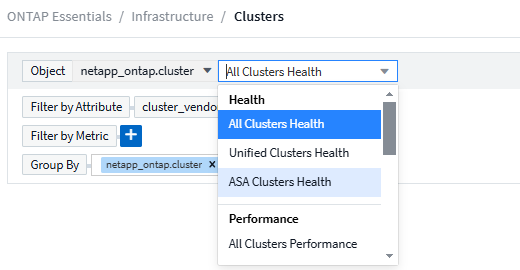 ONTAP Essentials / Infrastructure / Clusters
Object netapp_ontap.cluster All Clusters Health
Filter by Attribute cluster_vendo
Filter by Metric +
Group By netapp_ontap.cluster ×
Health
All Clusters Health
Unified Clusters Health
ASA Clusters Health
Performance
All Clusters Performance